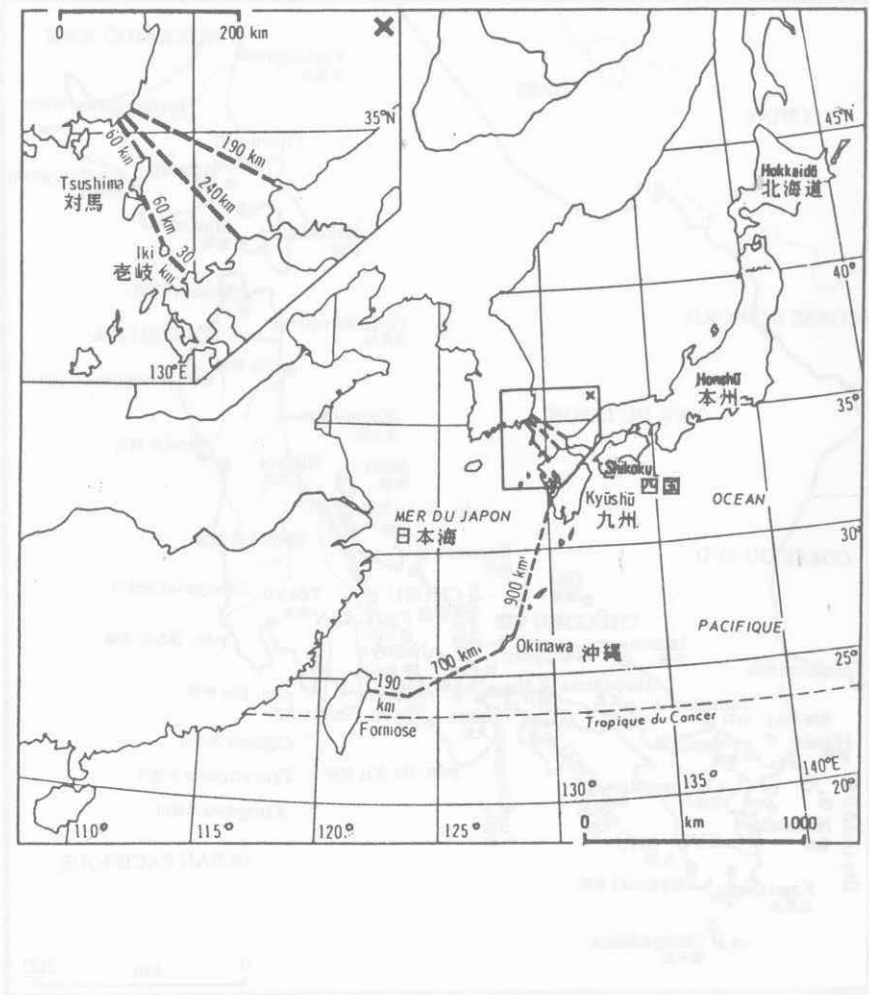 0 200 km
×
35°N
45°N
190 km
60 km
240 km
Tsushima
対馬
60 km
Iki
壱岐
30 km
130°E
Hokkaidō
北海道
40°
Honshū
本州
35°
×
Shikoku
四国
Kyūshū
九州
OCEAN
MER DU JAPON
日本海
30°
900 km
PACIFIQUE
Okinawa 沖縄
700 km
25°
190 km
Formose
Tropique du Cancer
140°E
20°
110° 115° 120° 125° 130° 135°
0 km 1000